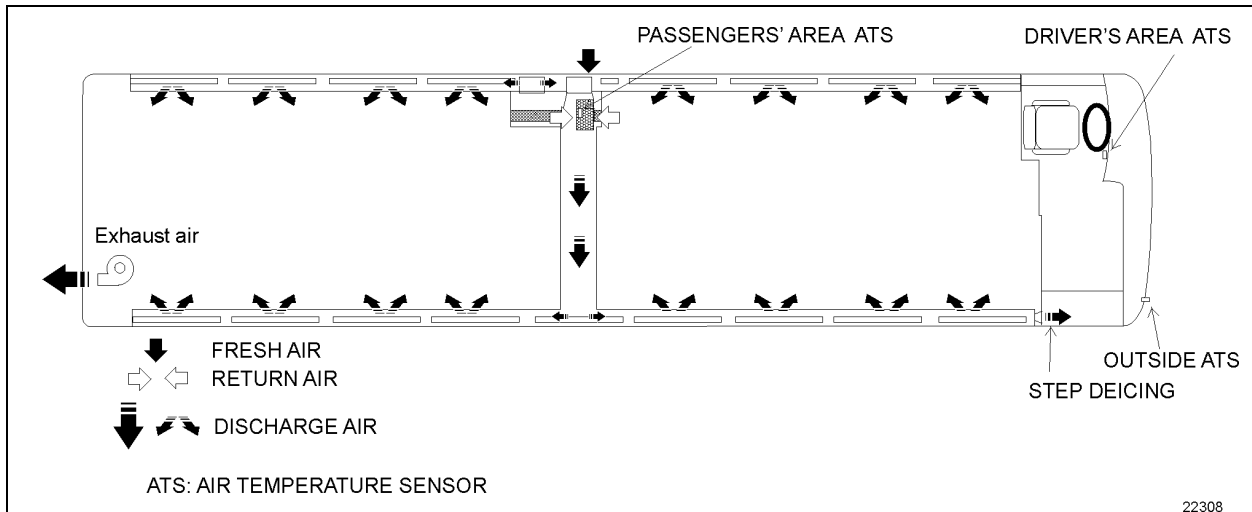 PASSENGERS' AREA ATS
DRIVER'S AREA ATS
Exhaust air
FRESH AIR
RETURN AIR
DISCHARGE AIR
OUTSIDE ATS
STEP DEICING
ATS: AIR TEMPERATURE SENSOR
22308